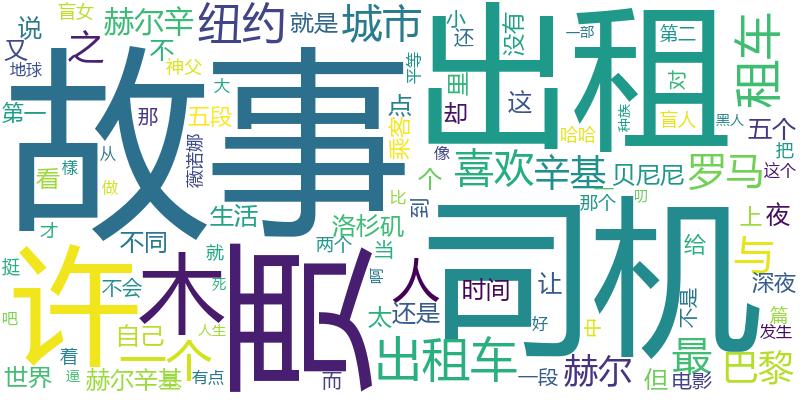 盲女
赫尔辛
纽约
就是
城市
小
还
没有
出租
一部
第二
租车
说
又
之
不
地球
神父
大
平等
里
却
这
对
种族
黑人
盲人
故事
第一
那
五段
点
乘客
哈哈
五个
把
像
薇诺娜
从
樣
做
看
个
喜欢
辛基
贝尼尼
罗马
这个
叨
那个
上
夜
生活
洛杉矶
到
比
才
不同
就
两个
当
司机
给
与
挺
许
木
人
时间
让
深夜
不会
死
太
还是
不是
篇
发生
好
中
吧
自己
人生
一个
出租车
最
巴黎
着
世界
逼
赫尔辛基
有点
而
一段
赫尔
但
电影